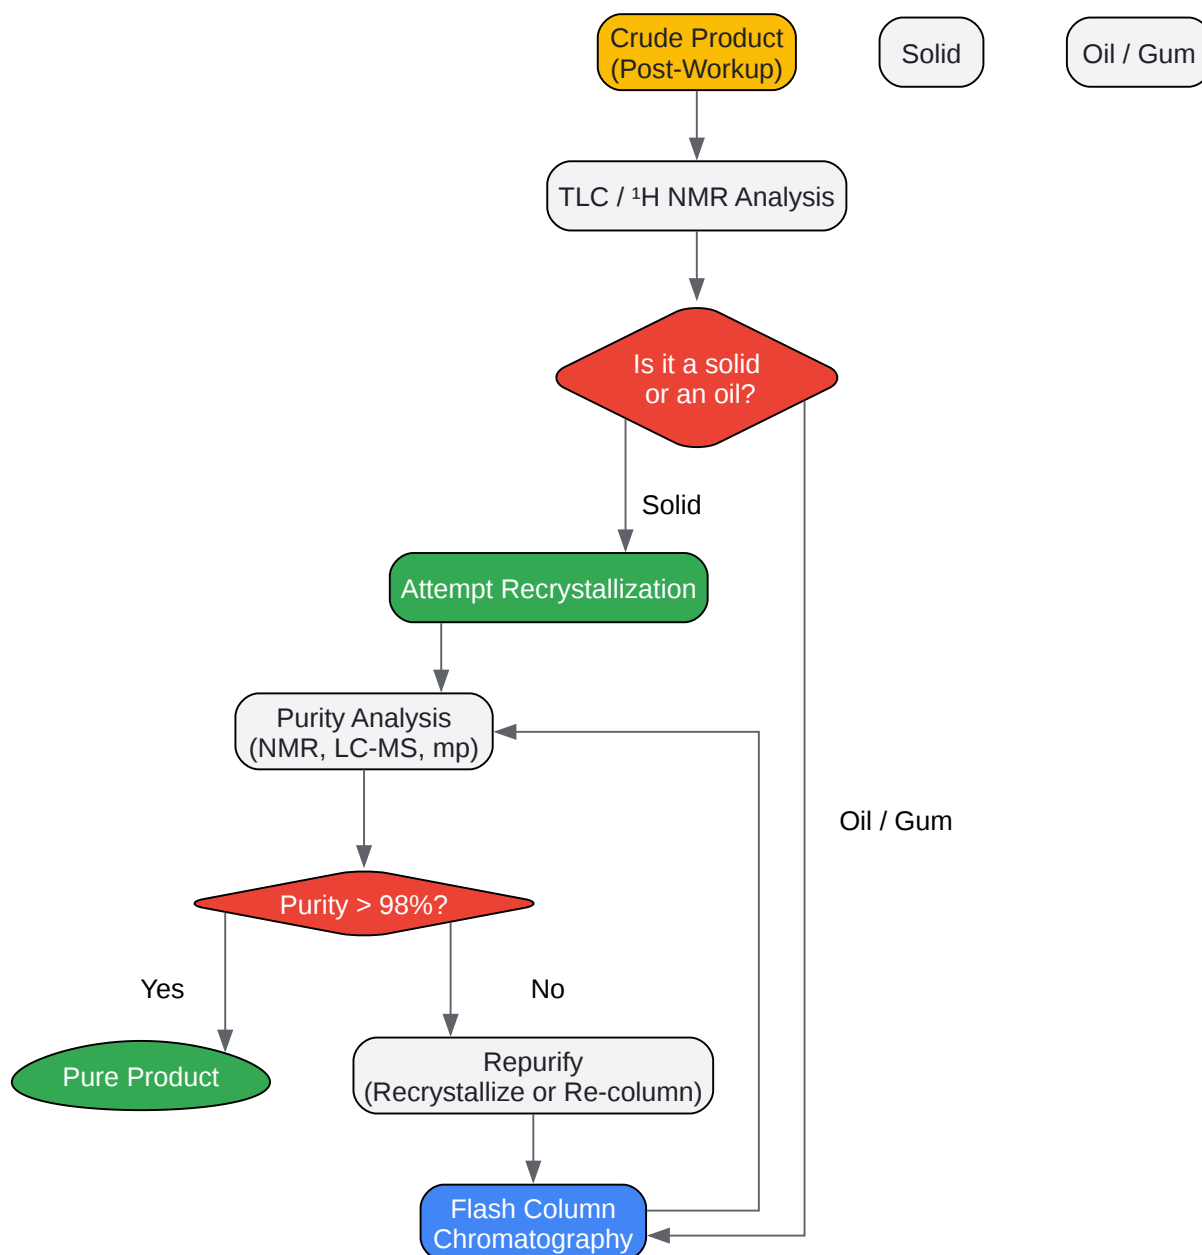 Crude Product
(Post-Workup)
Solid
Oil / Gum
TLC / ¹H NMR Analysis
Is it a solid
or an oil?
Solid
Attempt Recrystallization
Purity Analysis
(NMR, LC-MS, mp)
Oil / Gum
Purity > 98%?
Yes
No
Pure Product
Repurify
(Recrystallize or Re-column)
Flash Column
Chromatography